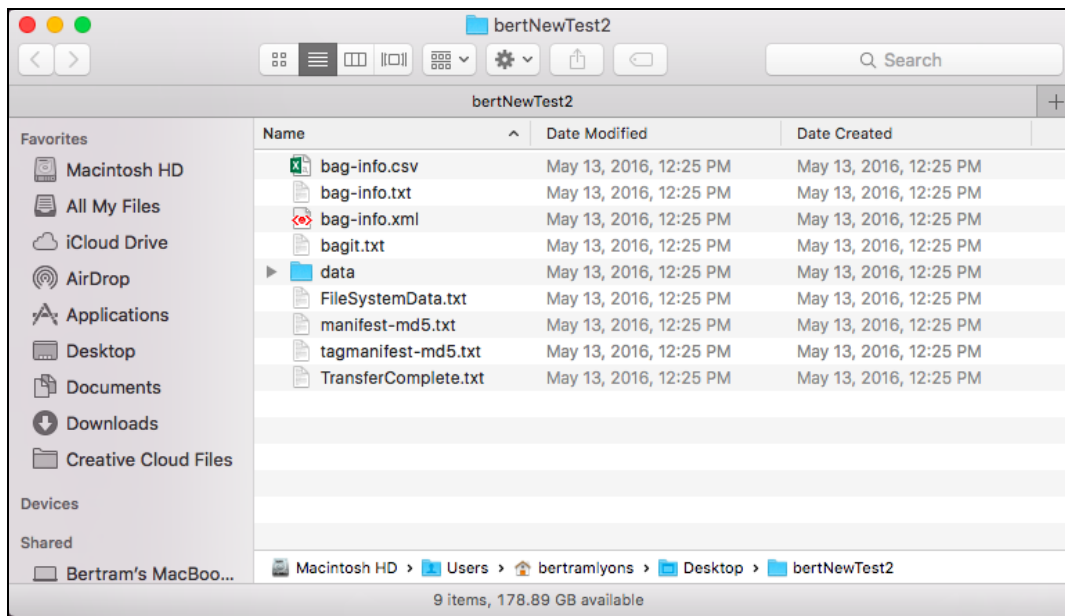 bertNewTest2
Search
bertNewTest2
Favorites
Macintosh HD
All My Files
iCloud Drive
AirDrop
Applications
Desktop
Documents
Downloads
Creative Cloud Files
Devices
Shared
Bertram's MacBoo...
Name Date Modified Date Created
bag-info.csv May 13, 2016, 12:25 PM May 13, 2016, 12:25 PM
bag-info.txt May 13, 2016, 12:25 PM May 13, 2016, 12:25 PM
bag-info.xml May 13, 2016, 12:25 PM May 13, 2016, 12:25 PM
bagit.txt May 13, 2016, 12:25 PM May 13, 2016, 12:25 PM
data May 13, 2016, 12:25 PM May 13, 2016, 12:25 PM
FileSystemData.txt May 13, 2016, 12:25 PM May 13, 2016, 12:25 PM
manifest-md5.txt May 13, 2016, 12:25 PM May 13, 2016, 12:25 PM
tagmanifest-md5.txt May 13, 2016, 12:25 PM May 13, 2016, 12:25 PM
TransferComplete.txt May 13, 2016, 12:25 PM May 13, 2016, 12:25 PM
Macintosh HD › Users › bertramlyons › Desktop › bertNewTest2
9 items, 178.89 GB available